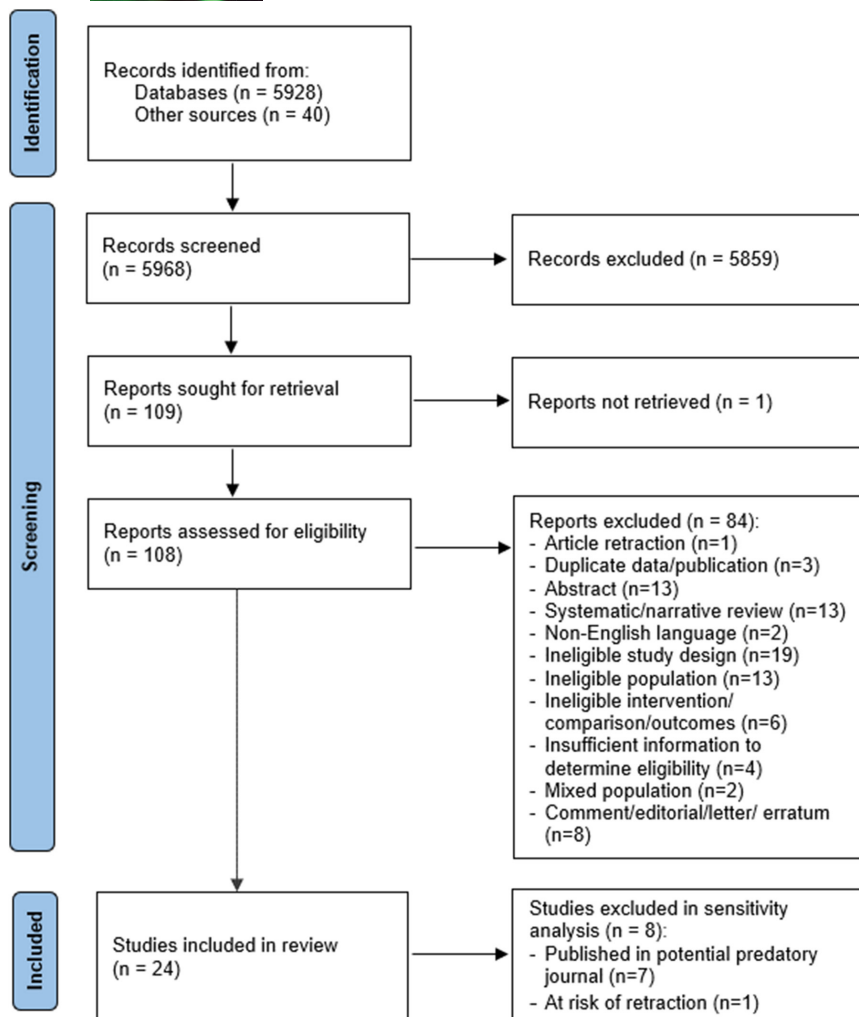 Identification
Records identified from:
Databases (n = 5928)
Other sources (n = 40)
Screening
Records screened
(n = 5968)
Records excluded (n = 5859)
Reports sought for retrieval
(n = 109)
Reports not retrieved (n = 1)
Reports assessed for eligibility
(n = 108)
Reports excluded (n = 84):
- Article retraction (n=1)
- Duplicate data/publication (n=3)
- Abstract (n=13)
- Systematic/narrative review (n=13)
- Non-English language (n=2)
- Ineligible study design (n=19)
- Ineligible population (n=13)
- Ineligible intervention/
comparison/outcomes (n=6)
- Insufficient information to
determine eligibility (n=4)
- Mixed population (n=2)
- Comment/editorial/letter/ erratum
(n=8)
Included
Studies included in review
(n = 24)
Studies excluded in sensitivity
analysis (n = 8):
- Published in potential predatory
journal (n=7)
- At risk of retraction (n=1)